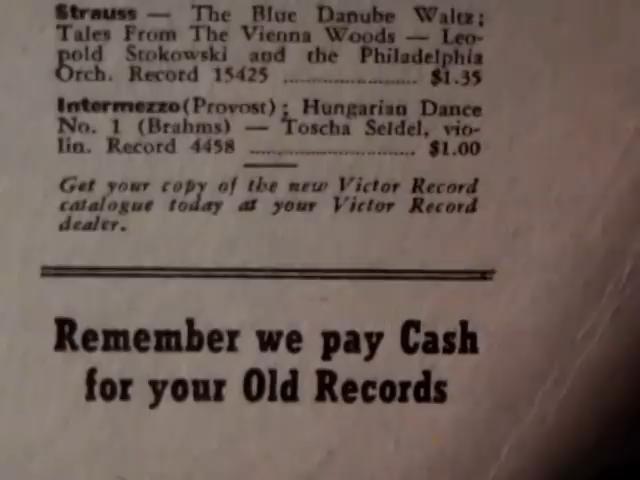 Strauss — The Blue Danube Waltz;
Tales From The Vienna Woods — Leo-
pold Stokowski and the Philadelphia
Orch. Record 15425 .................... $1.35
Intermezzo (Provost); Hungarian Dance
No. 1 (Brahms) — Toscha Seidel, vio-
lin. Record 4458 ......................... $1.00
Get your copy of the new Victor Record
catalogue today at your Victor Record
dealer.
Remember we pay Cash
for your Old Records